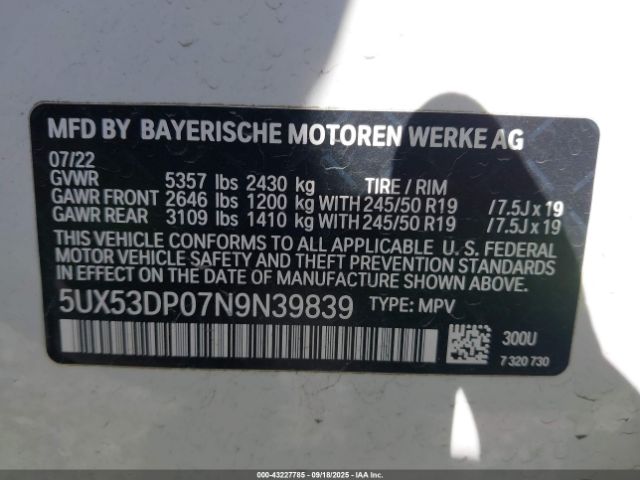 MFD BY BAYERISCHE MOTOREN WERKE AG
07/22
GVWR 5357 lbs 2430 kg TIRE / RIM
GAWR FRONT 2646 lbs 1200 kg WITH 245/50 R19 /7.5J x 19
GAWR REAR 3109 lbs 1410 kg WITH 245/50 R19 /7.5J x 19
THIS VEHICLE CONFORMS TO ALL APPLICABLE U. S. FEDERAL
MOTOR VEHICLE SAFETY AND THEFT PREVENTION STANDARDS
IN EFFECT ON THE DATE OF MANUFACTURE SHOWN ABOVE.
5UX53DP07N9N39839 TYPE: MPV
300U
7 320 730
000-43227785 - 09/18/2025 - COPYRIGHT IAA, LLC.